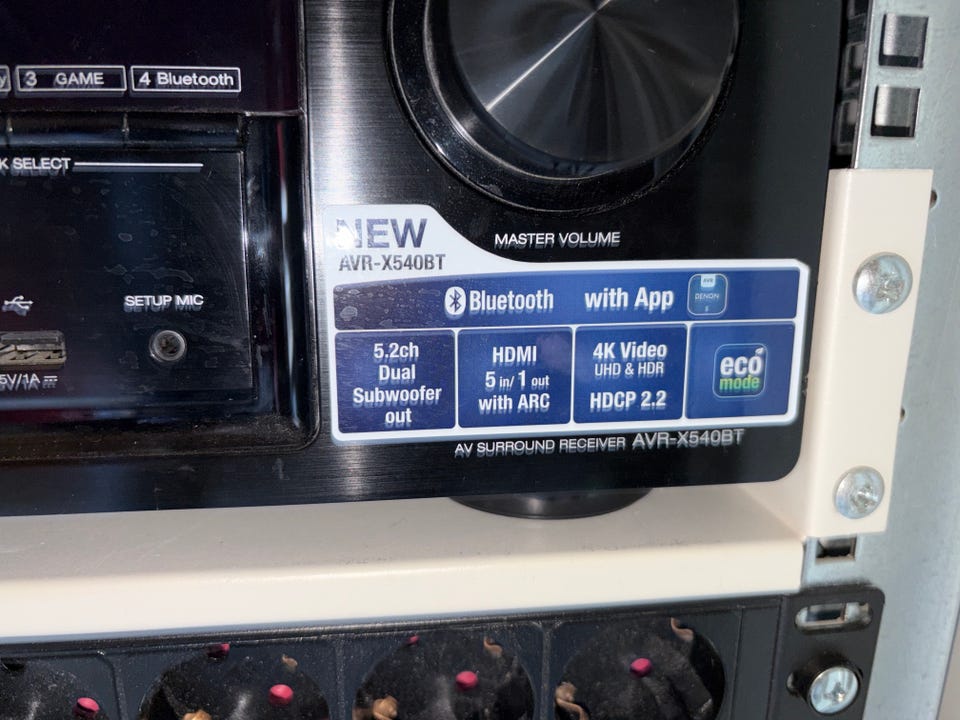 3 GAME
4 Bluetooth
K SELECT
SETUP MIC
5V/1A
MASTER VOLUME
NEW
AVR-X540BT
Bluetooth with App
AVR
DENON
5.2ch
Dual
Subwoofer
out
HDMI
5 in/ 1 out
with ARC
4K Video
UHD & HDR
HDCP 2.2
eco
mode
AV SURROUND RECEIVER AVR-X540BT